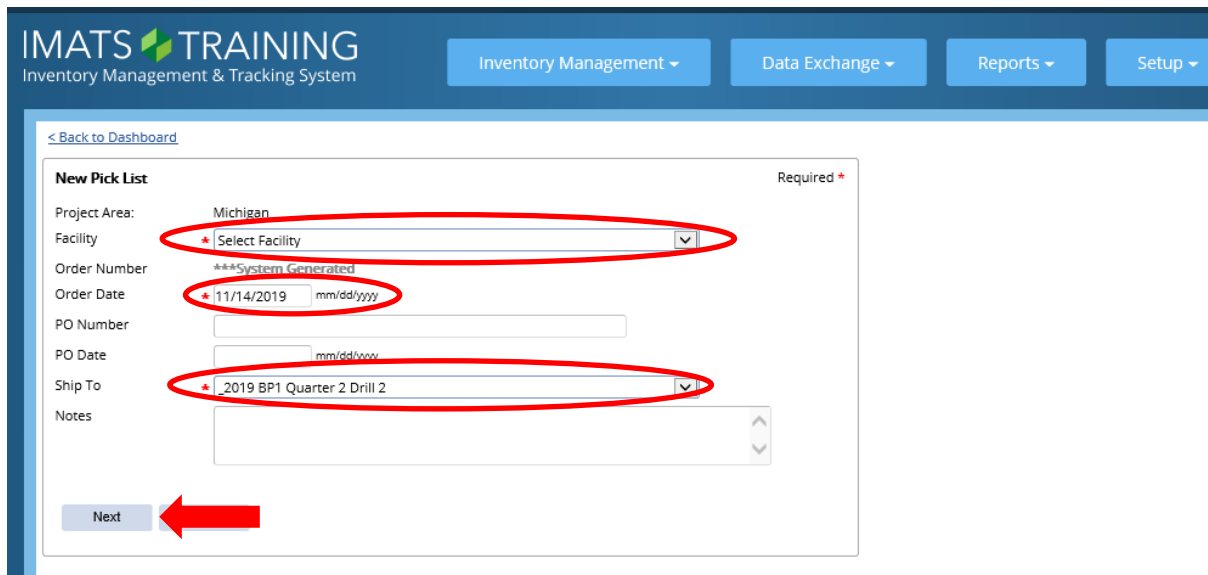 IMATS TRAINING
Inventory Management & Tracking System
Inventory Management
Data Exchange
Reports
Setup
< Back to Dashboard
New Pick List Required *
Project Area: Michigan
Facility * Select Facility
Order Number ***System Generated
Order Date * 11/14/2019 mm/dd/yyyy
PO Number
PO Date mm/dd/yyyy
Ship To * _2019 BP1 Quarter 2 Drill 2
Notes
Next